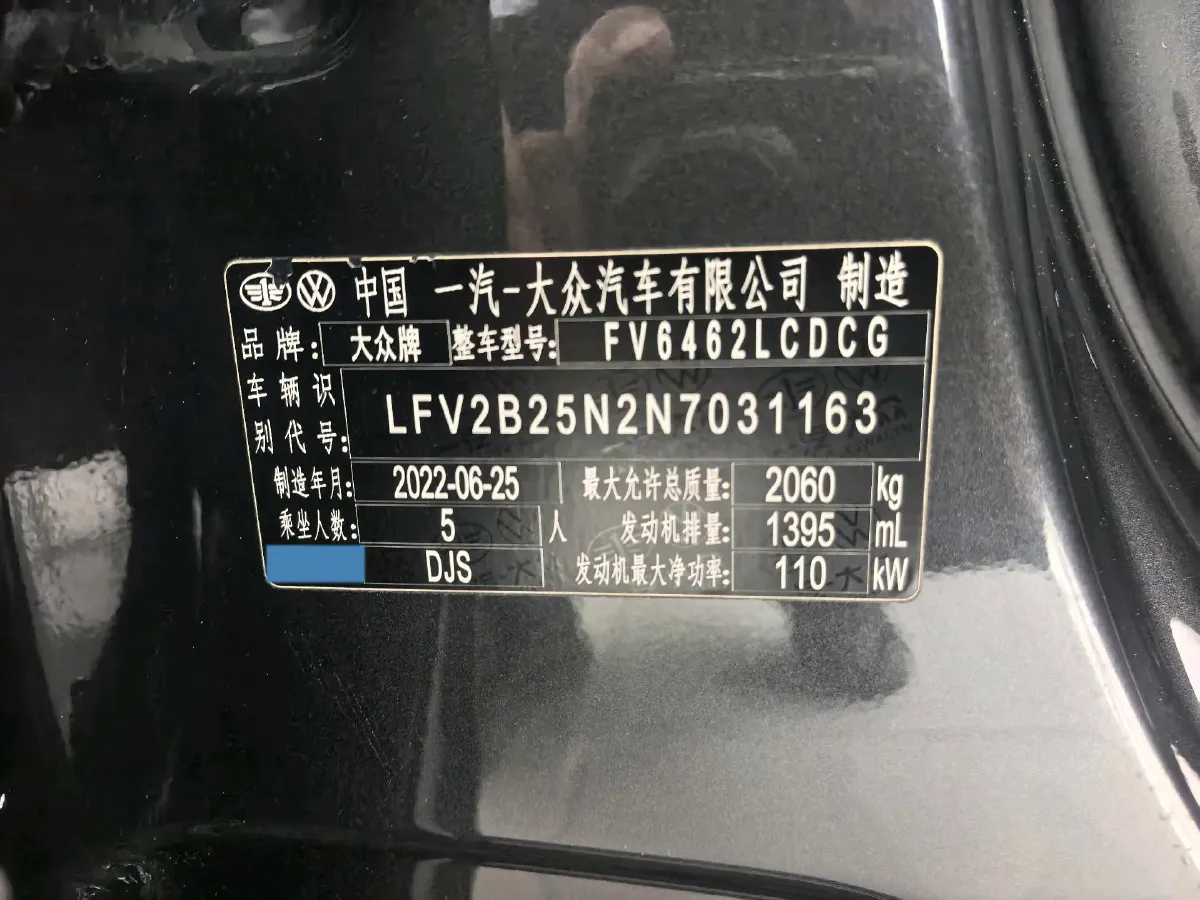 中国 一汽-大众汽车有限公司 制造
品牌: 大众牌 整车型号: FV6462LCDCG
车辆识别代号: LFV2B25N2N7031163
制造年月: 2022-06-25 最大允许总质量: 2060 kg
乘坐人数: 5 人 发动机排量: 1395 mL
DJS 发动机最大净功率: 110 kW